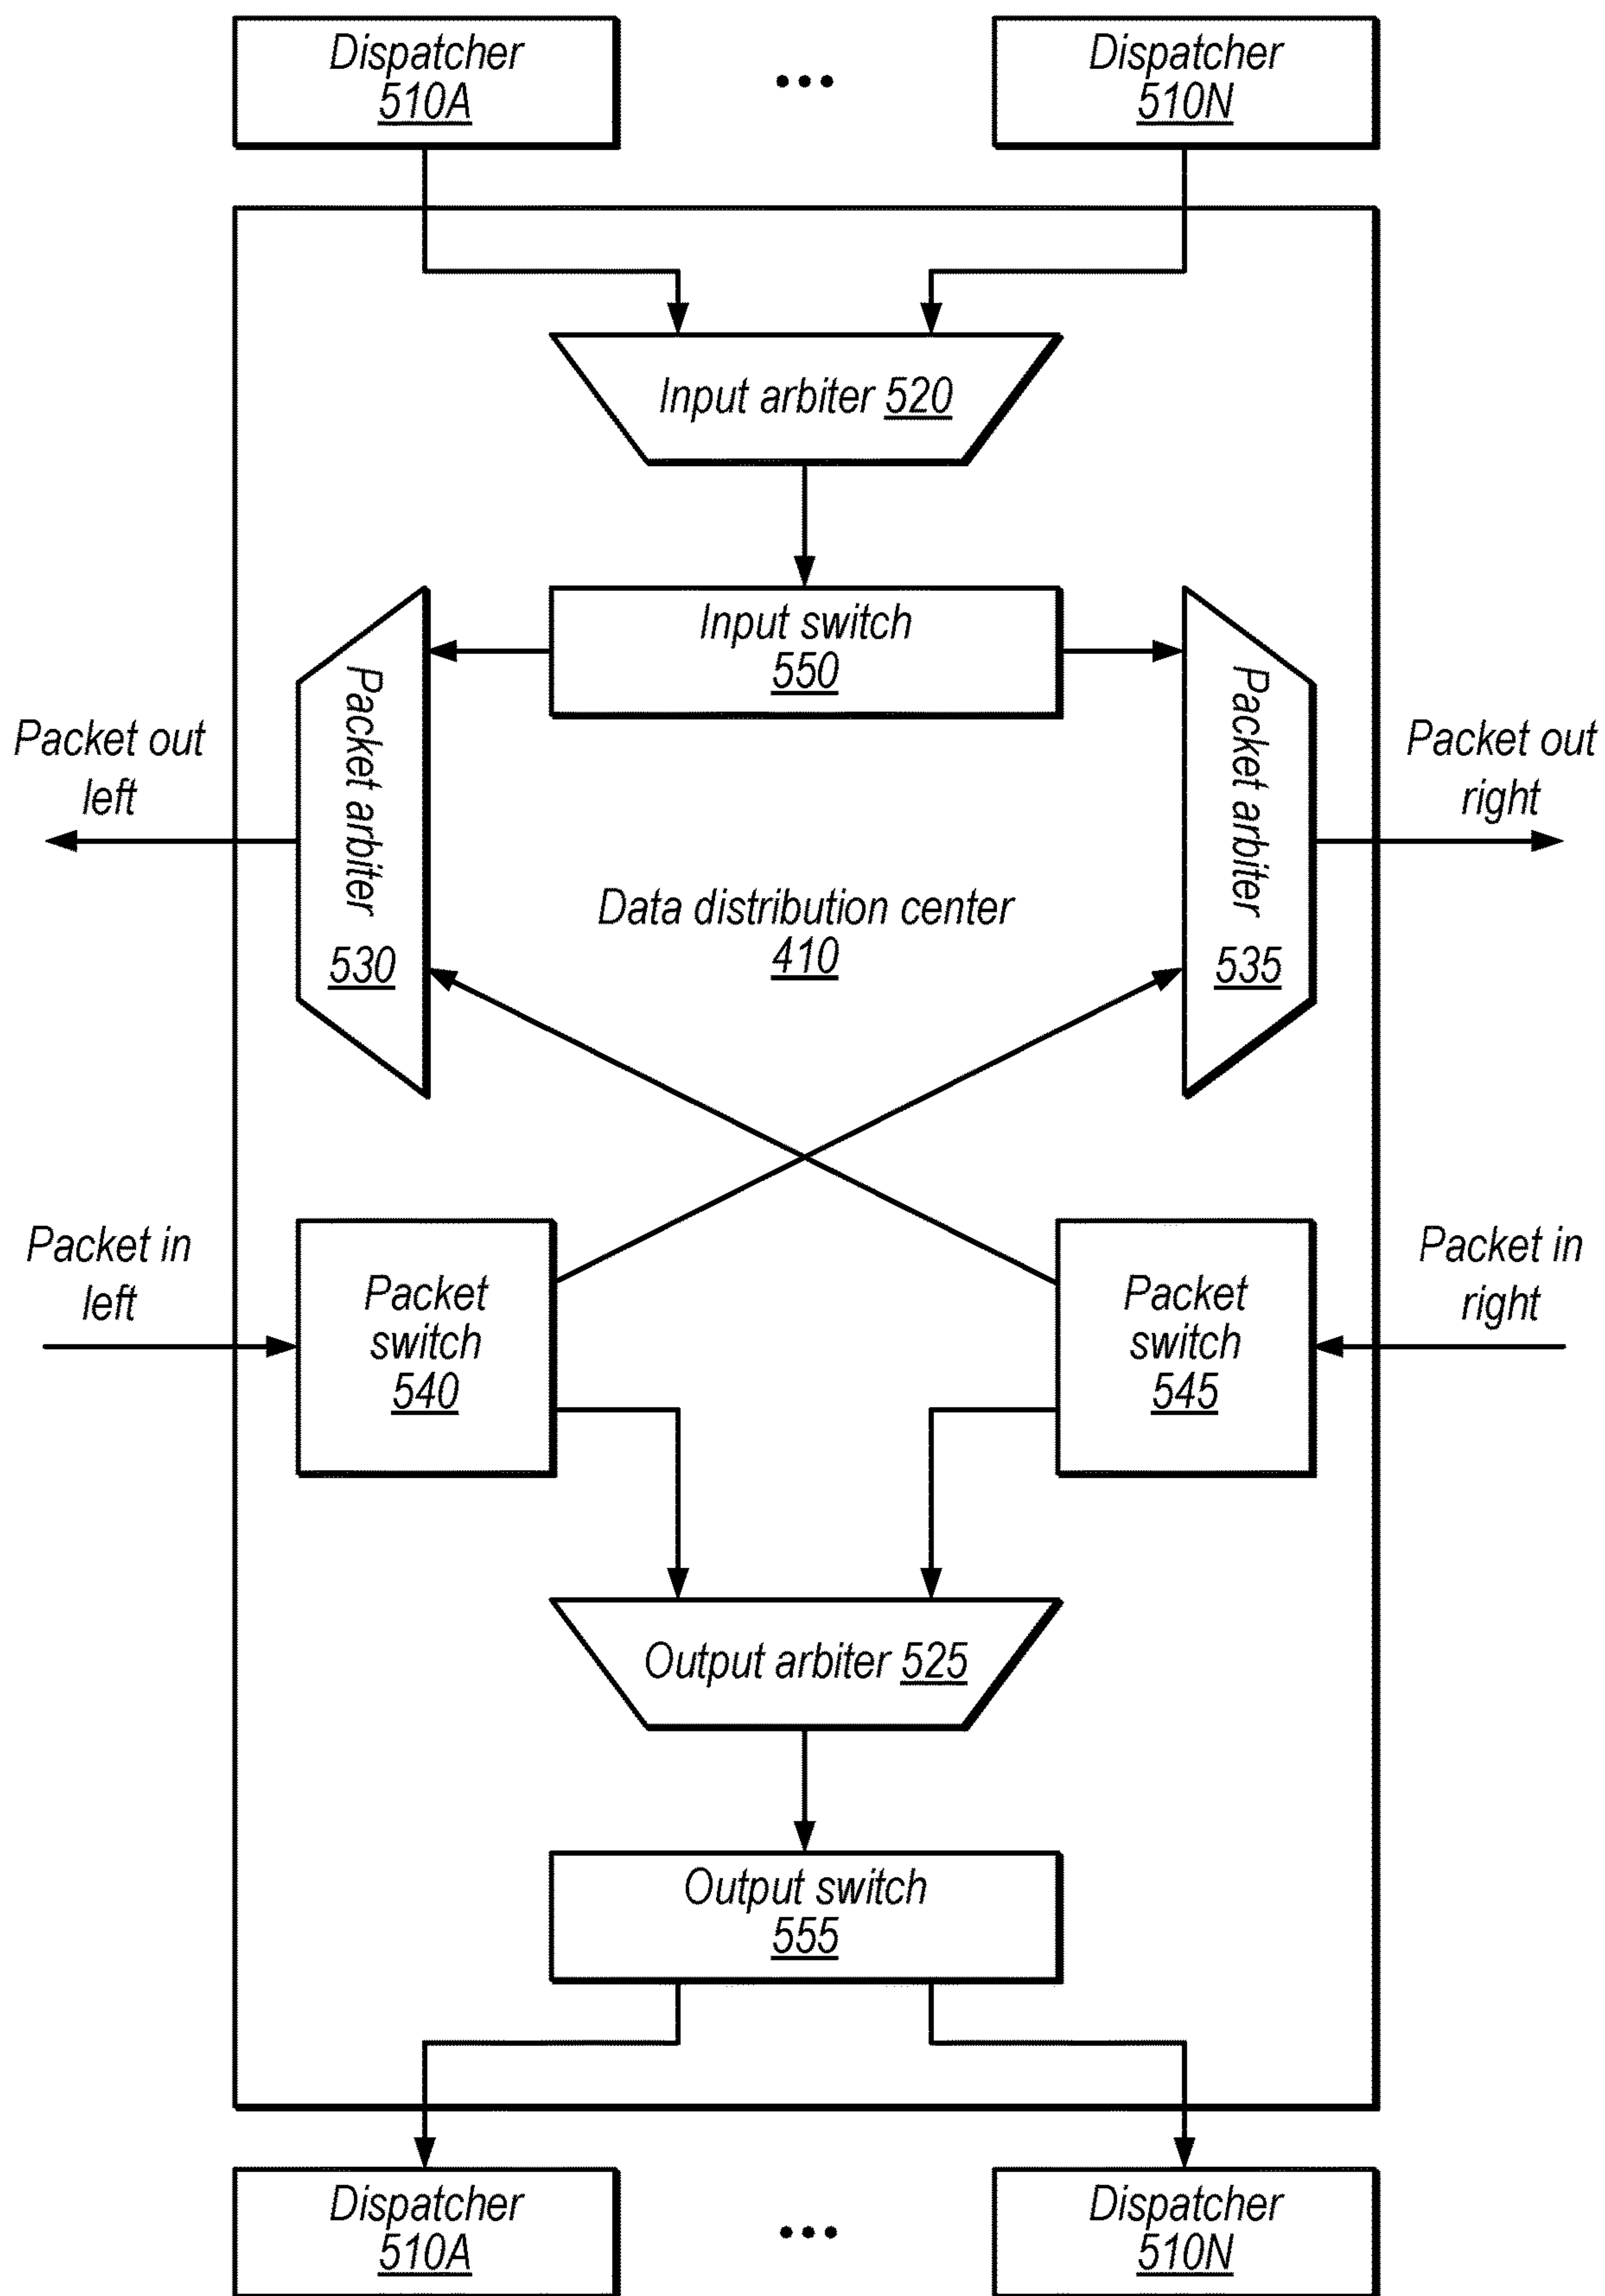 Dispatcher
510A
•••
Dispatcher
510N
Input arbiter 520
Input switch
550
Packet arbiter
530
Packet arbiter
535
Packet out
left
Packet out
right
Data distribution center
410
Packet in
left
Packet
switch
540
Packet
switch
545
Packet in
right
Output arbiter 525
Output switch
555
Dispatcher
510A
•••
Dispatcher
510N